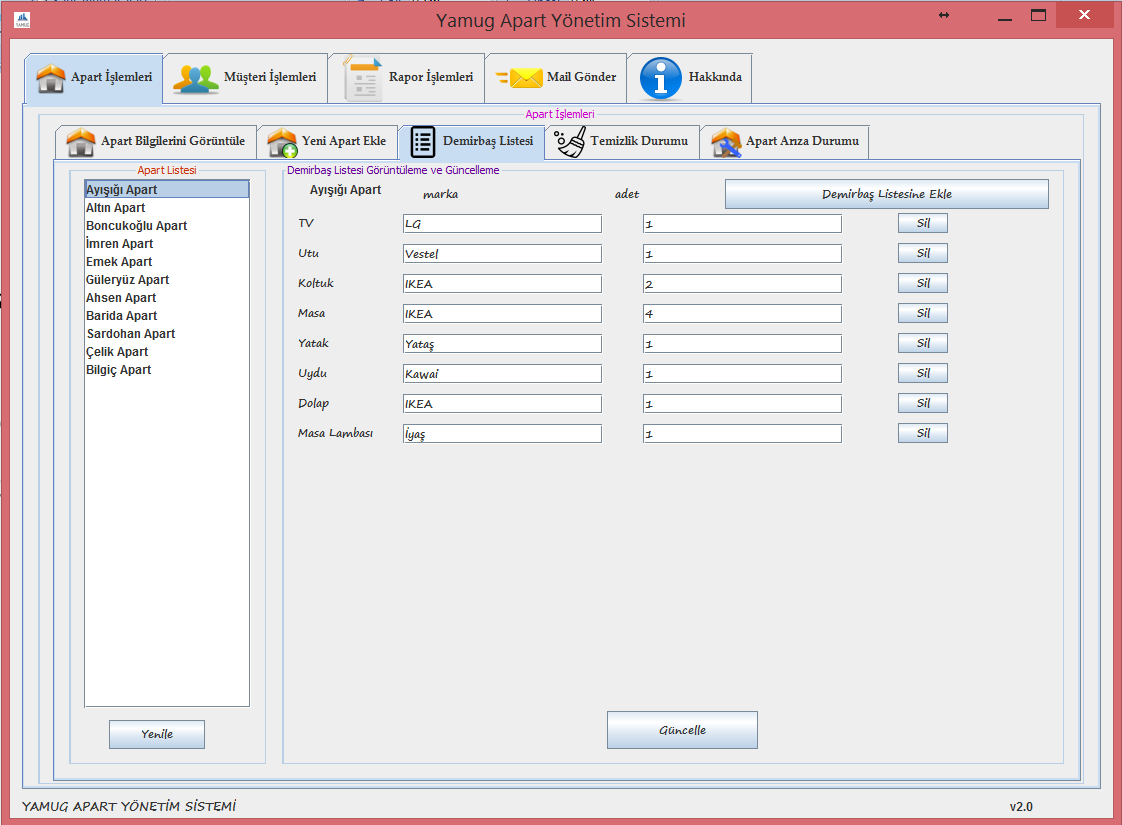 Yamug Apart Yönetim Sistemi
YAMUG
Apart İşlemleri Müşteri İşlemleri Rapor İşlemleri Mail Gönder Hakkında
Apart İşlemleri
Apart Bilgilerini Görüntüle Yeni Apart Ekle Demirbaş Listesi Temizlik Durumu Apart Arıza Durumu
Apart Listesi
Ayışığı Apart
Altın Apart
Boncukoğlu Apart
İmren Apart
Emek Apart
Güleryüz Apart
Ahsen Apart
Barida Apart
Sardohan Apart
Çelik Apart
Bilgiç Apart
Yenile
Demirbaş Listesi Görüntüleme ve Güncelleme
Ayışığı Apart marka adet Demirbaş Listesine Ekle
TV LG 1 Sil
Utu Vestel 1 Sil
Koltuk IKEA 2 Sil
Masa IKEA 4 Sil
Yatak Yataş 1 Sil
Uydu Kawai 1 Sil
Dolap IKEA 1 Sil
Masa Lambası İyaş 1 Sil
Güncelle
YAMUG APART YÖNETİM SİSTEMİ v2.0